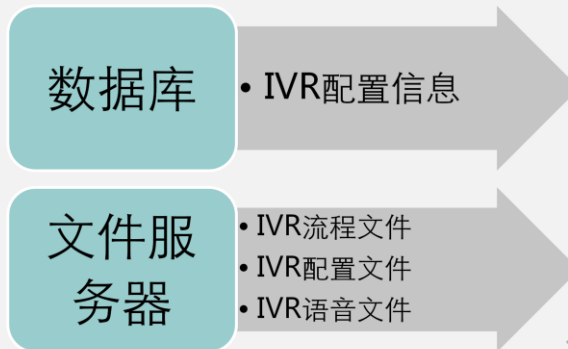 数据库
• IVR配置信息
文件服
务器
• IVR流程文件
• IVR配置文件
• IVR语音文件